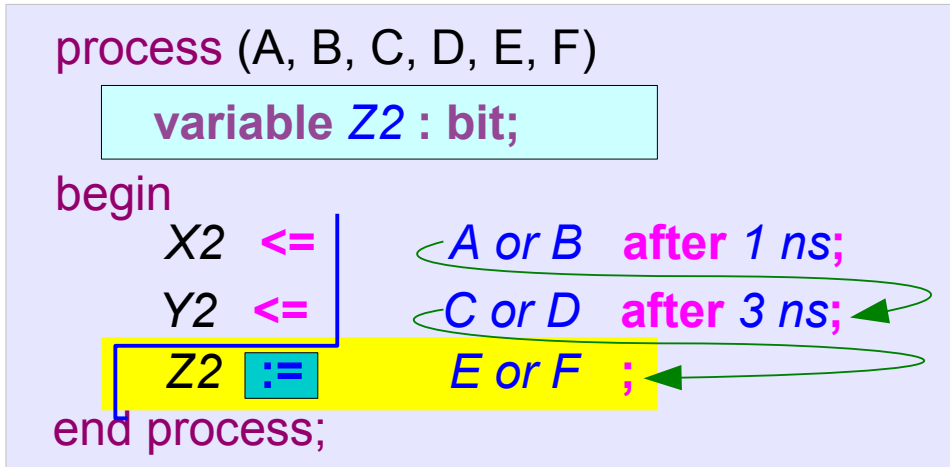 process (A, B, C, D, E, F)
variable Z2 : bit;
begin
X2 <= A or B after 1 ns;
Y2 <= C or D after 3 ns;
Z2 := E or F ;
end process;